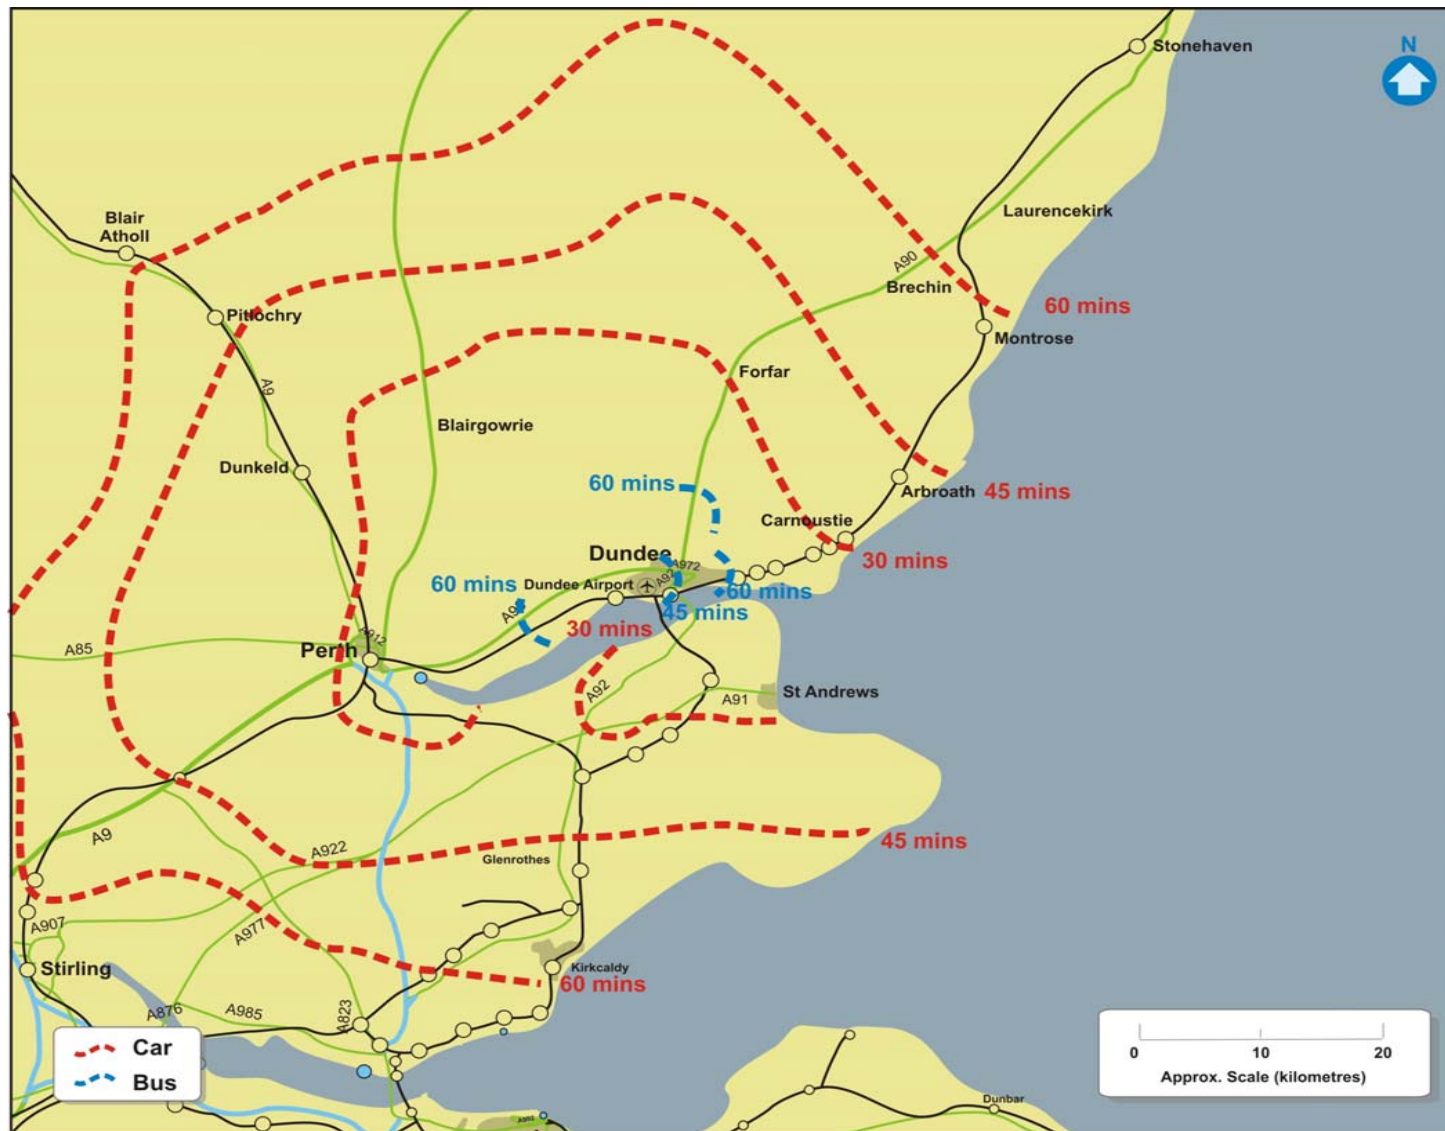 Stonehaven
N
Laurencekirk
Blair
Atholl
A90
Brechin
60 mins
Pitlochry
Montrose
A9
Forfar
Blairgowrie
Dunkeld
60 mins
Arbroath
45 mins
Carnoustie
Dundee
A972
30 mins
A92
60 mins
Dundee Airport
60 mins
45 mins
30 mins
A912
A85
Perth
A92
A91
St Andrews
A9
A922
45 mins
Glenrothes
A907
A977
Stirling
Kirkcaldy
60 mins
A876
A985
A823
Car
Bus
0
10
20
Approx. Scale (kilometres)
Dunbar